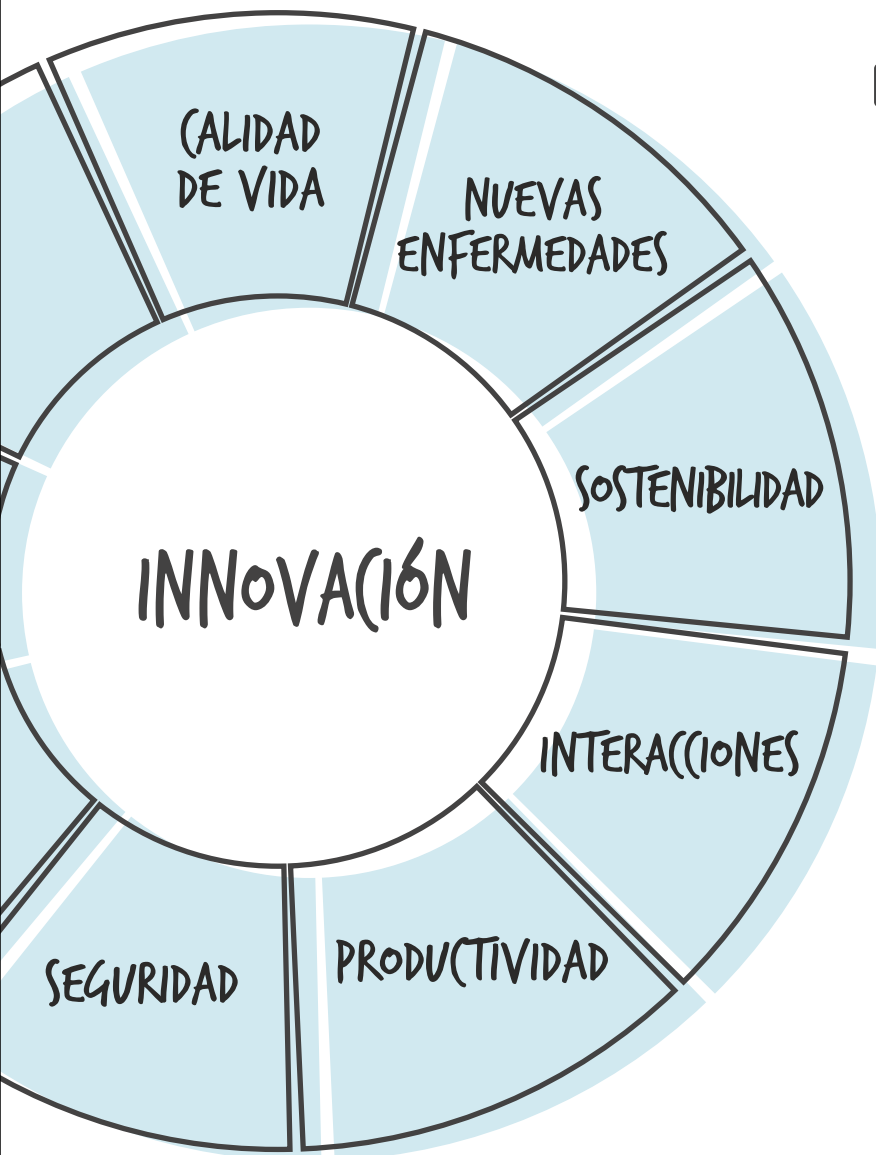 CALIDAD
DE VIDA
NUEVAS
ENFERMEDADES
SOSTENIBILIDAD
INNOVACIÓN
INTERACCIONES
PRODUCTIVIDAD
SEGURIDAD